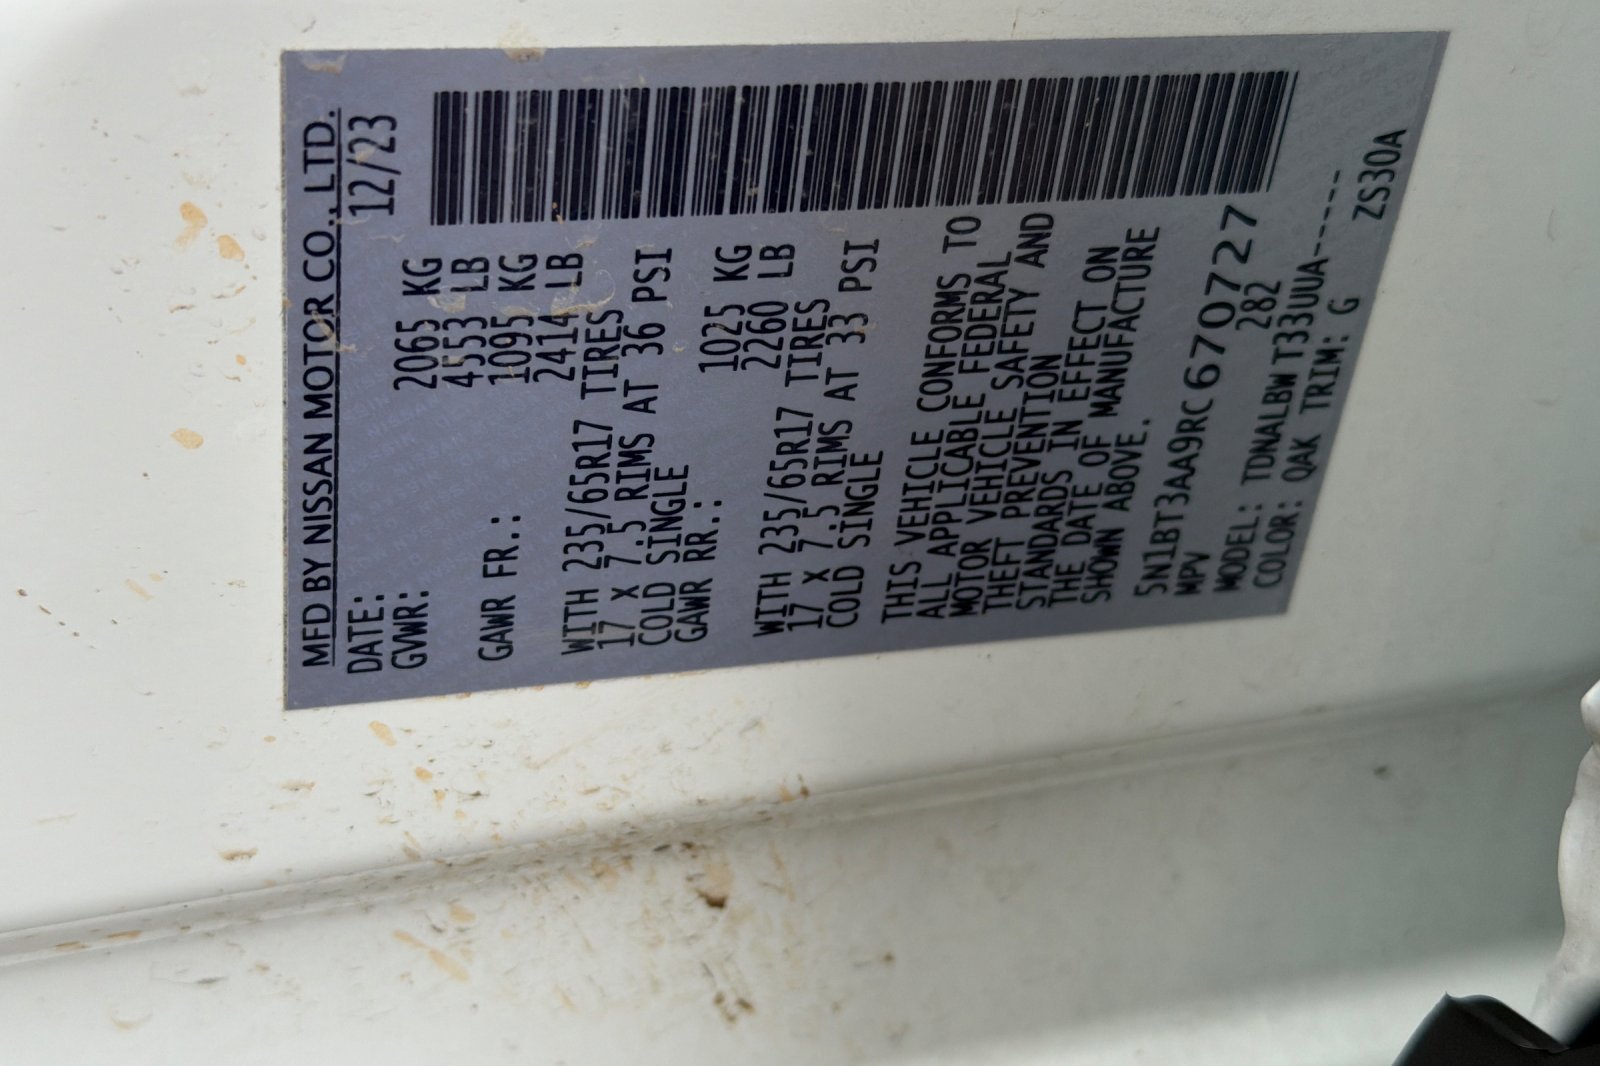 MFD BY NISSAN MOTOR CO., LTD.
DATE: 12/23
GVWR: 2065 KG
4553 LB
GAWR FR.: 1095 KG
2414 LB
WITH 235/65R17 TIRES
17 X 7.5 RIMS AT 36 PSI
COLD SINGLE
GAWR RR.: 1025 KG
2260 LB
WITH 235/65R17 TIRES
17 X 7.5 RIMS AT 33 PSI
COLD SINGLE
THIS VEHICLE CONFORMS TO
ALL APPLICABLE FEDERAL
MOTOR VEHICLE SAFETY AND
THEFT PREVENTION
STANDARDS IN EFFECT ON
THE DATE OF MANUFACTURE
SHOWN ABOVE.
5N1BT3AA9RC670727
MPV 282
MODEL: TDNALBW T33UUA-----
COLOR: QAK TRIM: G ZS30A